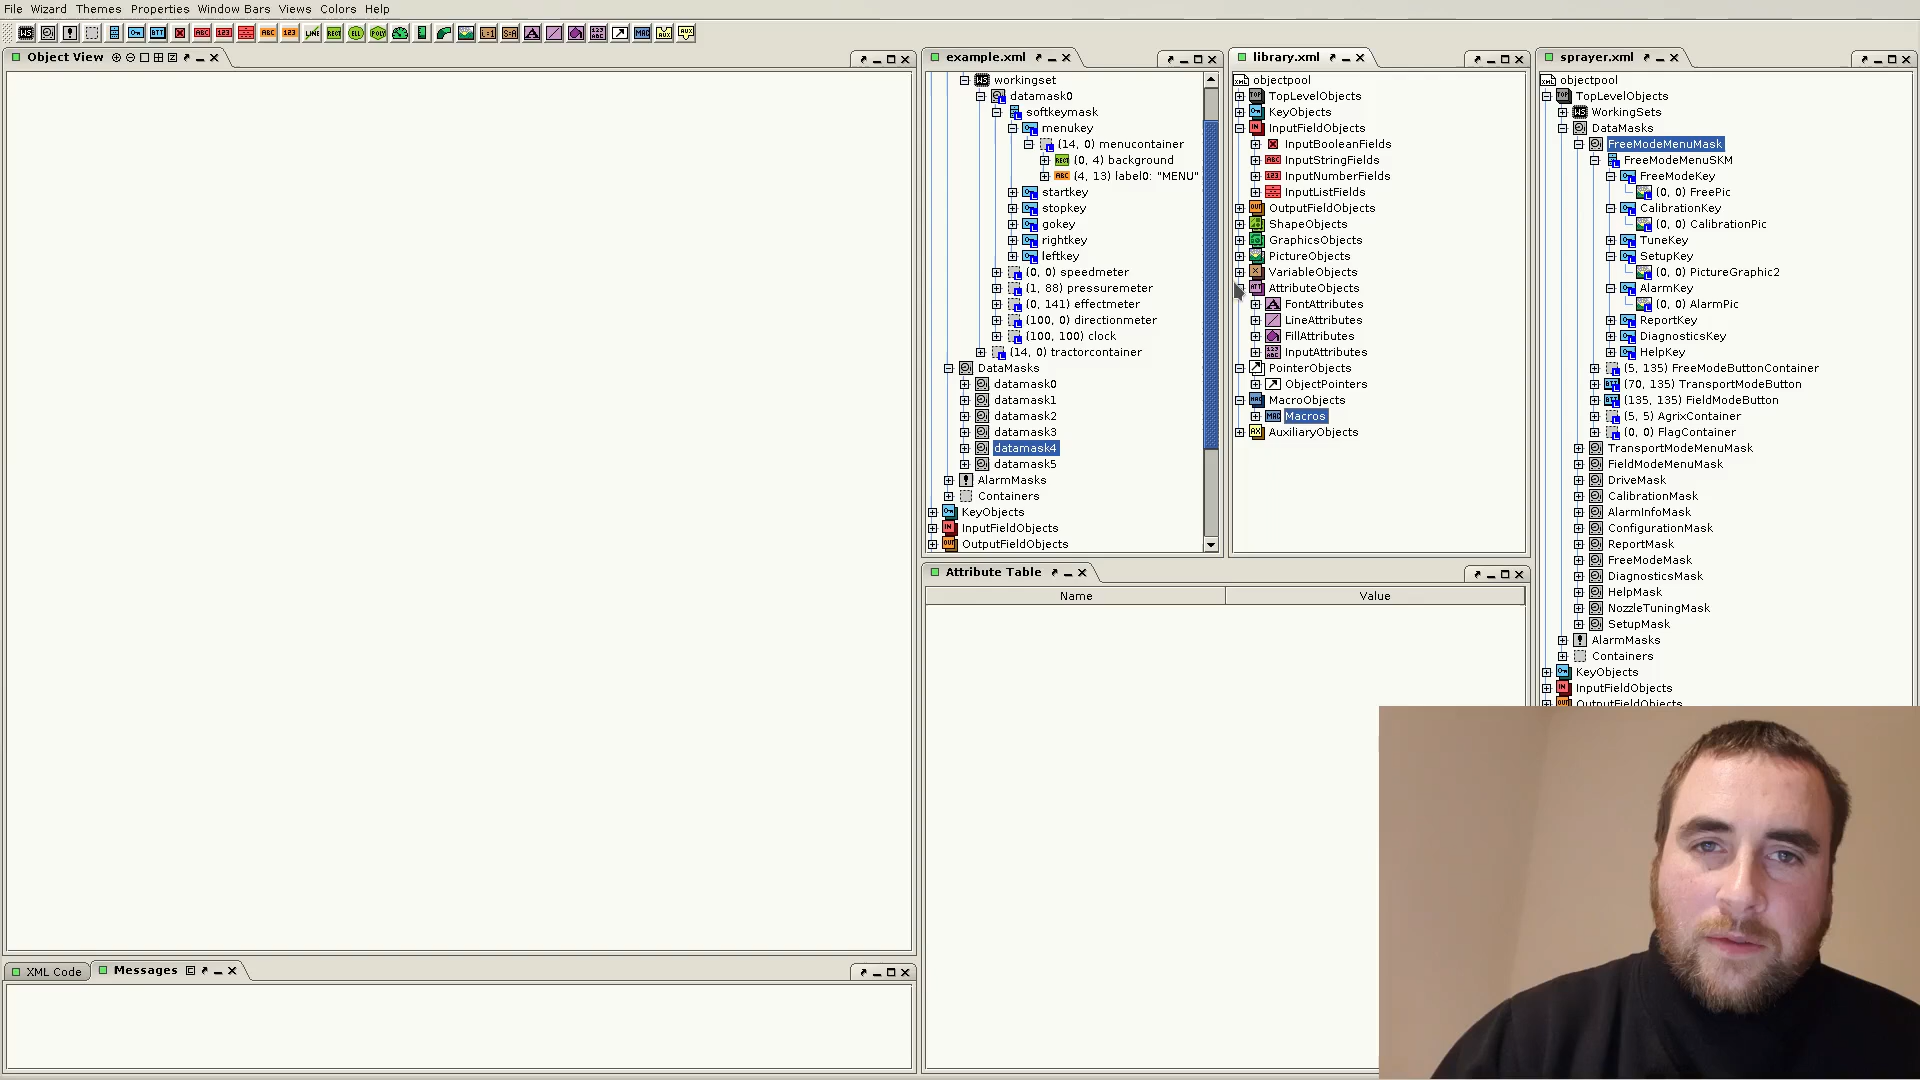 File Wizard Themes Properties Window Bars Views Colors Help
Object View
example.xml
workingset
datamask0
softkeymask
menukey
(14, 0) menucontainer
(0, 4) background
(4, 13) label0: "MENU"
startkey
stopkey
gokey
rightkey
leftkey
(0, 0) speedmeter
(1, 88) pressuremeter
(0, 141) effectmeter
(100, 0) directionmeter
(100, 100) clock
(14, 0) tractorcontainer
DataMasks
datamask0
datamask1
datamask2
datamask3
datamask4
datamask5
AlarmMasks
Containers
KeyObjects
InputFieldObjects
OutputFieldObjects
library.xml
objectpool
TopLevelObjects
KeyObjects
InputFieldObjects
InputBooleanFields
InputStringFields
InputNumberFields
InputListFields
OutputFieldObjects
ShapeObjects
GraphicsObjects
PictureObjects
VariableObjects
AttributeObjects
FontAttributes
LineAttributes
FillAttributes
InputAttributes
PointerObjects
ObjectPointers
MacroObjects
Macros
AuxiliaryObjects
sprayer.xml
objectpool
TopLevelObjects
WorkingSets
DataMasks
FreeModeMenuMask
FreeModeMenuSKM
FreeModeKey
(0, 0) FreePic
CalibrationKey
(0, 0) CalibrationPic
TuneKey
SetupKey
(0, 0) PictureGraphic2
AlarmKey
(0, 0) AlarmPic
ReportKey
DiagnosticsKey
HelpKey
(5, 135) FreeModeButtonContainer
(70, 135) TransportModeButton
(135, 135) FieldModeButton
(5, 5) AgrixContainer
(0, 0) FlagContainer
TransportModeMenuMask
FieldModeMenuMask
DriveMask
CalibrationMask
AlarmInfoMask
ConfigurationMask
ReportMask
FreeModeMask
DiagnosticsMask
HelpMask
NozzleTuningMask
SetupMask
AlarmMasks
Containers
KeyObjects
InputFieldObjects
OutputFieldObjects
Attribute Table
Name Value
XML Code Messages